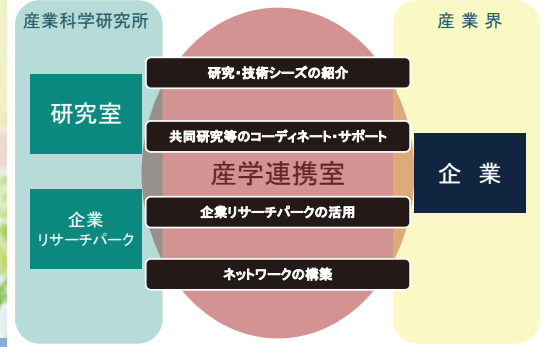 産業科学研究所
産業界
研究・技術シーズの紹介
研究室
共同研究等のコーディネート・サポート
産学連携室
企業
企業リサーチパークの活用
企業
リサーチパーク
ネットワークの構築